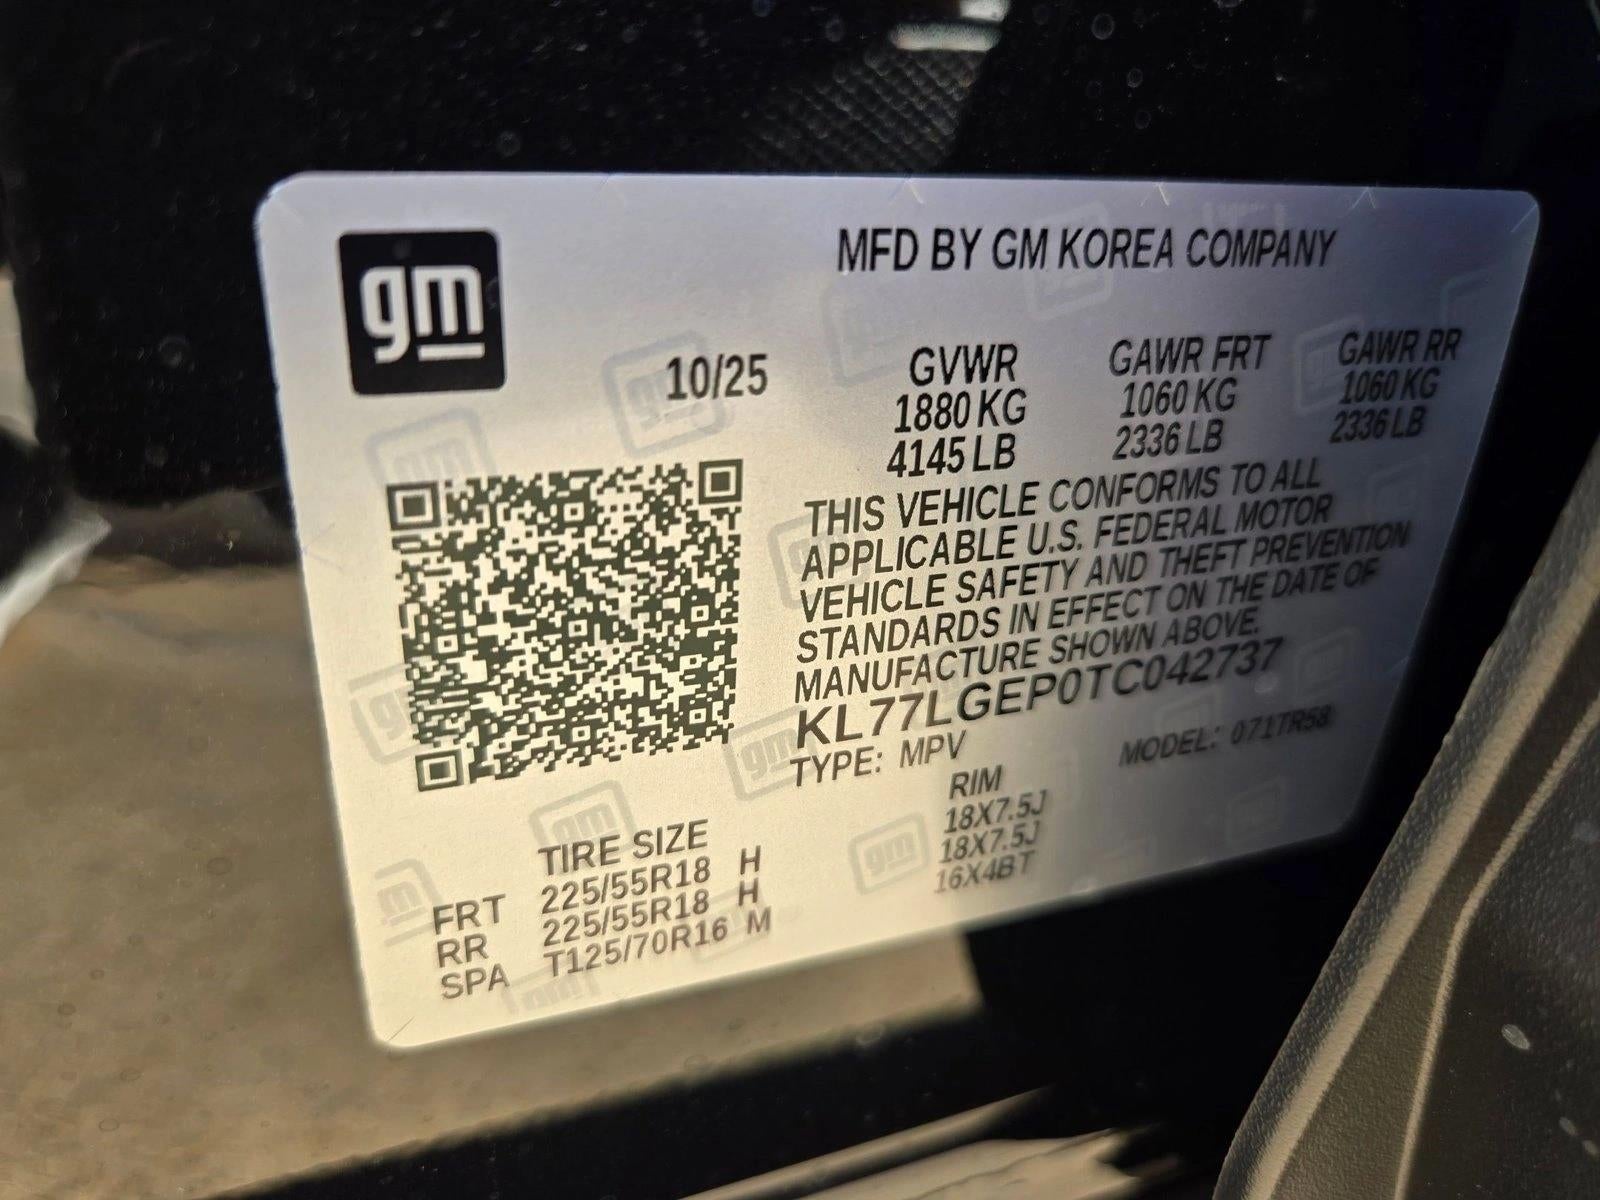 gm
MFD BY GM KOREA COMPANY
10/25
GVWR GAWR FRT GAWR RR
1880 KG 1060 KG 1060 KG
4145 LB 2336 LB 2336 LB
THIS VEHICLE CONFORMS TO ALL
APPLICABLE U.S. FEDERAL MOTOR
VEHICLE SAFETY AND THEFT PREVENTION
STANDARDS IN EFFECT ON THE DATE OF
MANUFACTURE SHOWN ABOVE.
KL77LGEP0TC042737
TYPE: MPV MODEL: 071TR58
TIRE SIZE RIM
FRT 225/55R18 H 18X7.5J
RR 225/55R18 H 18X7.5J
SPA T125/70R16 M 16X4BT